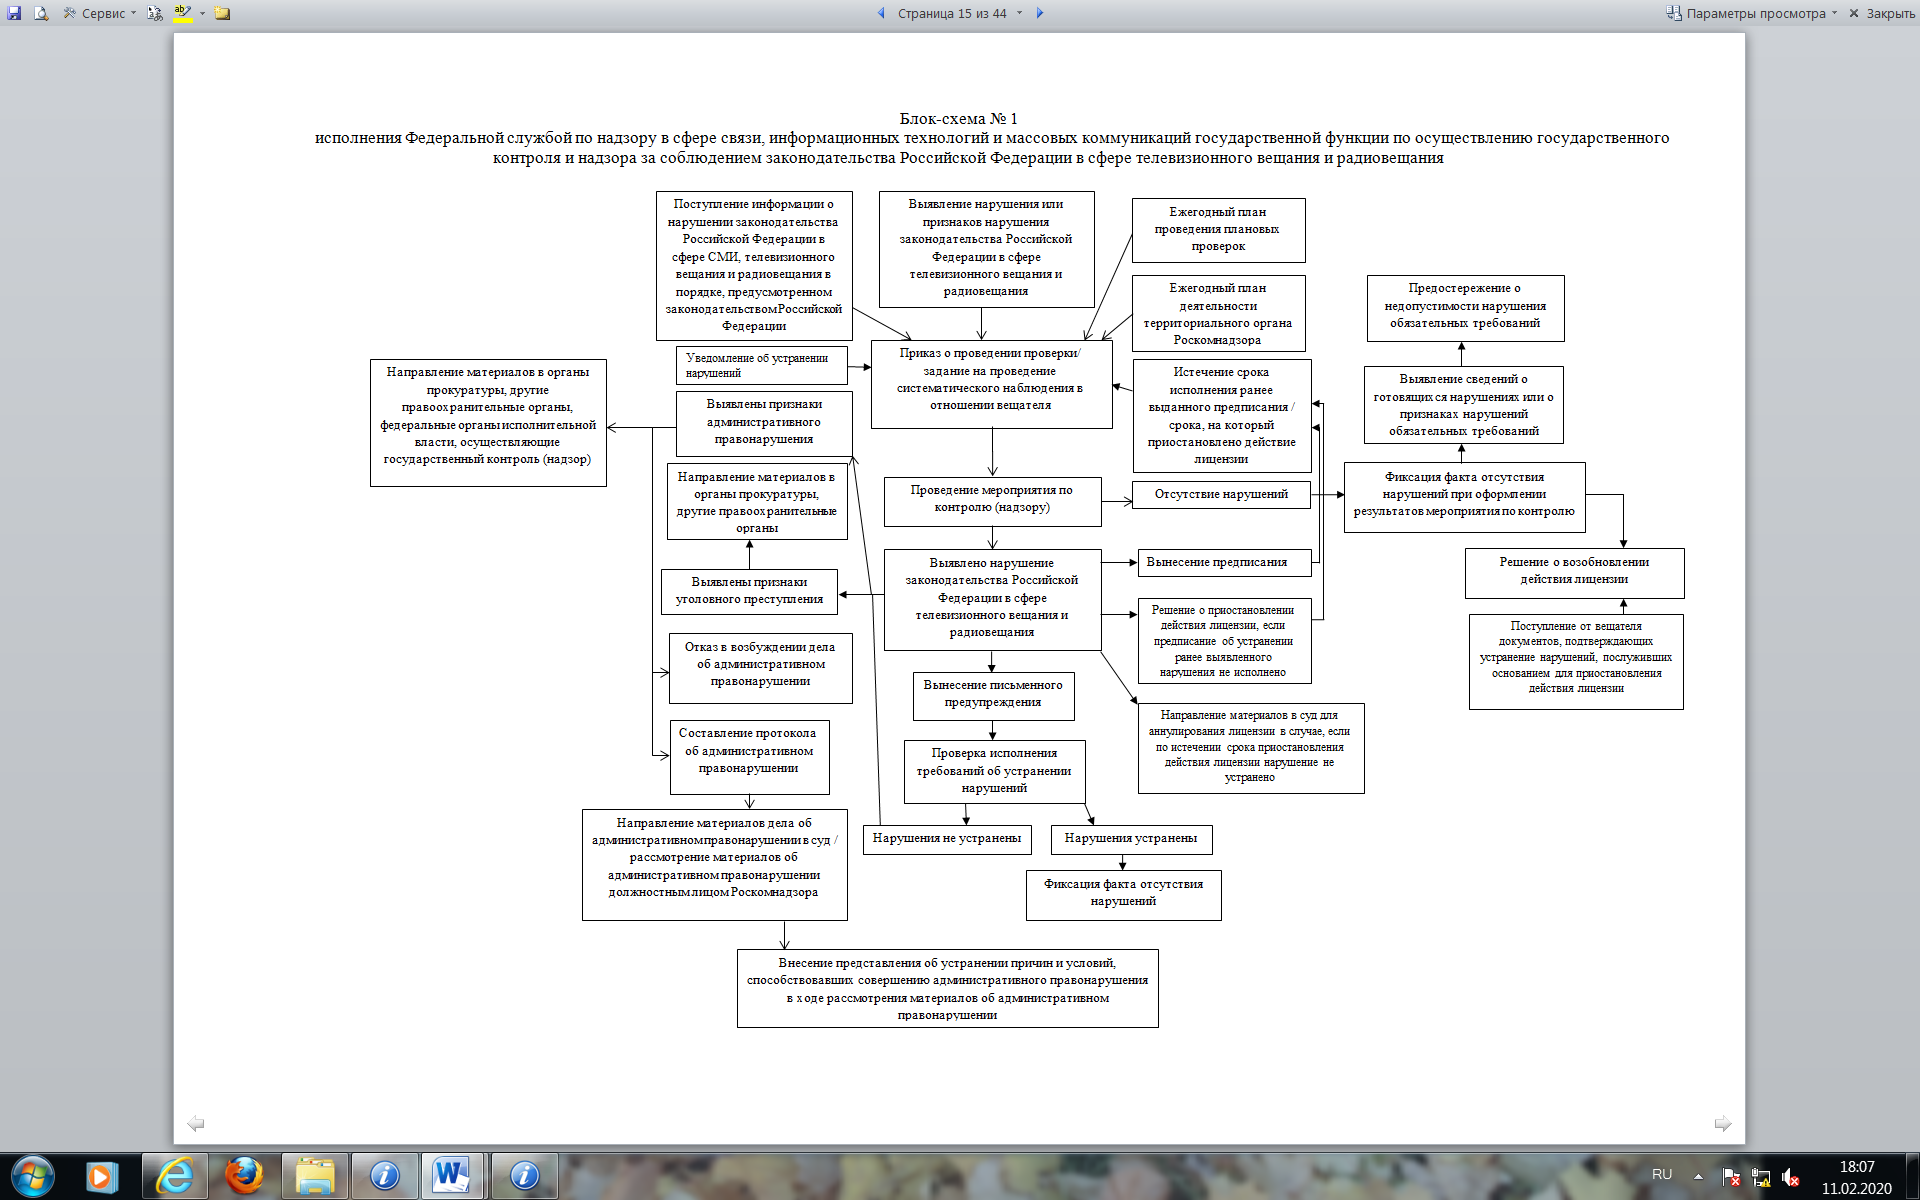 Сервис
Страница 15 из 44
Параметры просмотра
Закрыть
Блок-схема № 1
исполнения Федеральной службой по надзору в сфере связи, информационных технологий и массовых коммуникаций государственной функции по осуществлению государственного
контроля и надзора за соблюдением законодательства Российской Федерации в сфере телевизионного вещания и радиовещания
Поступление информации о
нарушении законодательства
Российской Федерации в
сфере СМИ, телевизионного
вещания и радиовещания в
порядке, предусмотренном
законодательством Российской
Федерации
Выявление нарушения или
признаков нарушения
законодательства Российской
Федерации в сфере
телевизионного вещания и
радиовещания
Ежегодный план
проведения плановых
проверок
Ежегодный план
деятельности
территориального органа
Роскомнадзора
Предостережение о
недопустимости нарушения
обязательных требований
Уведомление об устранении
нарушений
Приказ о проведении проверки/
задание на проведение
систематического наблюдения в
отношении вещателя
Истечение срока
исполнения ранее
выданного предписания /
срока, на который
приостановлено действие
лицензии
Выявление сведений о
готовящихся нарушениях или о
признаках нарушений
обязательных требований
Направление материалов в органы
прокуратуры, другие
правоохранительные органы,
федеральные органы исполнительной
власти, осуществляющие
государственный контроль (надзор)
Выявлены признаки
административного
правонарушения
Направление материалов в
органы прокуратуры,
другие правоохранительные
органы
Проведение мероприятия по
контролю (надзору)
Отсутствие нарушений
Фиксация факта отсутствия
нарушений при оформлении
результатов мероприятия по контролю
Выявлены признаки
уголовного преступления
Выявлено нарушение
законодательства Российской
Федерации в сфере
телевизионного вещания и
радиовещания
Вынесение предписания
Решение о возобновлении
действия лицензии
Решение о приостановлении
действия лицензии, если
предписание об устранении
ранее выявленного
нарушения не исполнено
Поступление от вещателя
документов, подтверждающих
устранение нарушений, послуживших
основанием для приостановления
действия лицензии
Отказ в возбуждении дела
об административном
правонарушении
Вынесение письменного
предупреждения
Направление материалов в суд для
аннулирования лицензии в случае, если
по истечении срока приостановления
действия лицензии нарушение не
устранено
Составление протокола
об административном
правонарушении
Проверка исполнения
требований об устранении
нарушений
Направление материалов дела об
административном правонарушении в суд /
рассмотрение материалов об
административном правонарушении
должностным лицом Роскомнадзора
Нарушения не устранены
Нарушения устранены
Фиксация факта отсутствия
нарушений
Внесение представления об устранении причин и условий,
способствовавших совершению административного правонарушения
в ходе рассмотрения материалов об административном
правонарушении
RU
18:07
11.02.2020